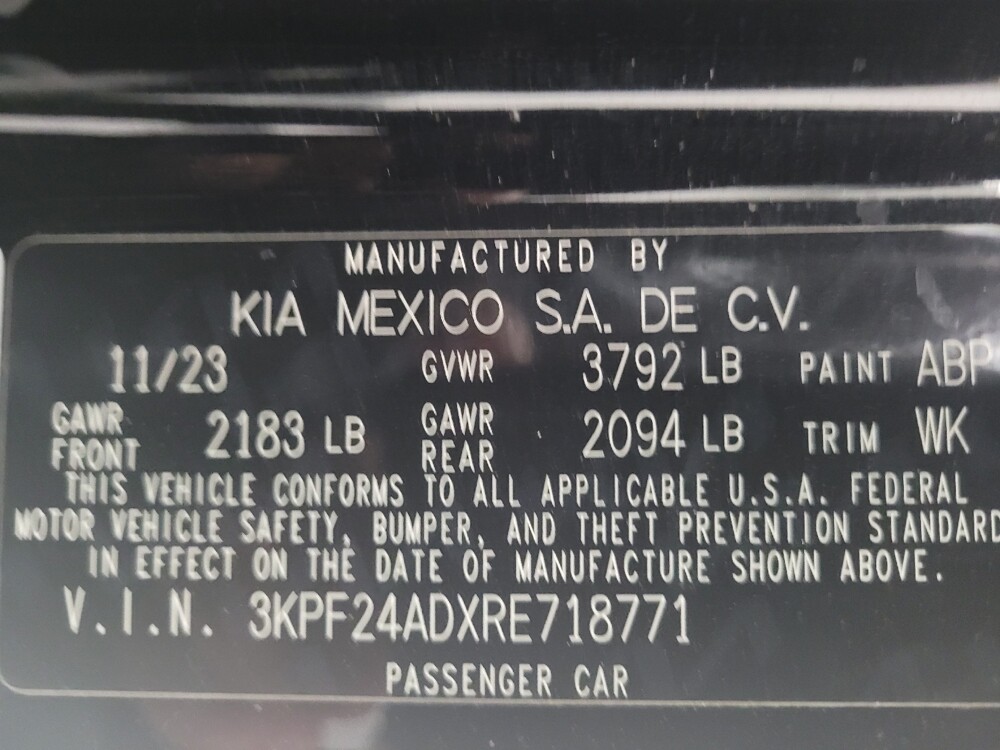 MANUFACTURED BY
KIA MEXICO S.A. DE C.V.
11/23 GVWR 3792 LB PAINT ABP
GAWR FRONT 2183 LB GAWR REAR 2094 LB TRIM WK
THIS VEHICLE CONFORMS TO ALL APPLICABLE U.S.A. FEDERAL
MOTOR VEHICLE SAFETY, BUMPER, AND THEFT PREVENTION STANDARD
IN EFFECT ON THE DATE OF MANUFACTURE SHOWN ABOVE.
V.I.N. 3KPF24ADXRE718771
PASSENGER CAR